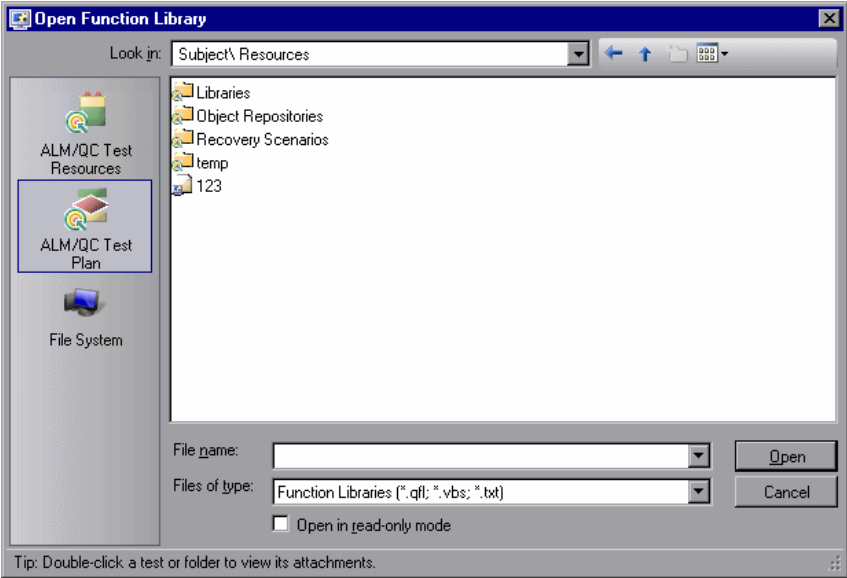 Open Function Library
Look in:
Subject\ Resources
ALM/QC Test
Resources
ALM/QC Test
Plan
File System
Libraries
Object Repositories
Recovery Scenarios
temp
123
File name:
Open
Files of type:
Function Libraries (*.qfl; *.vbs; *.txt)
Cancel
Open in read-only mode
Tip: Double-click a test or folder to view its attachments.